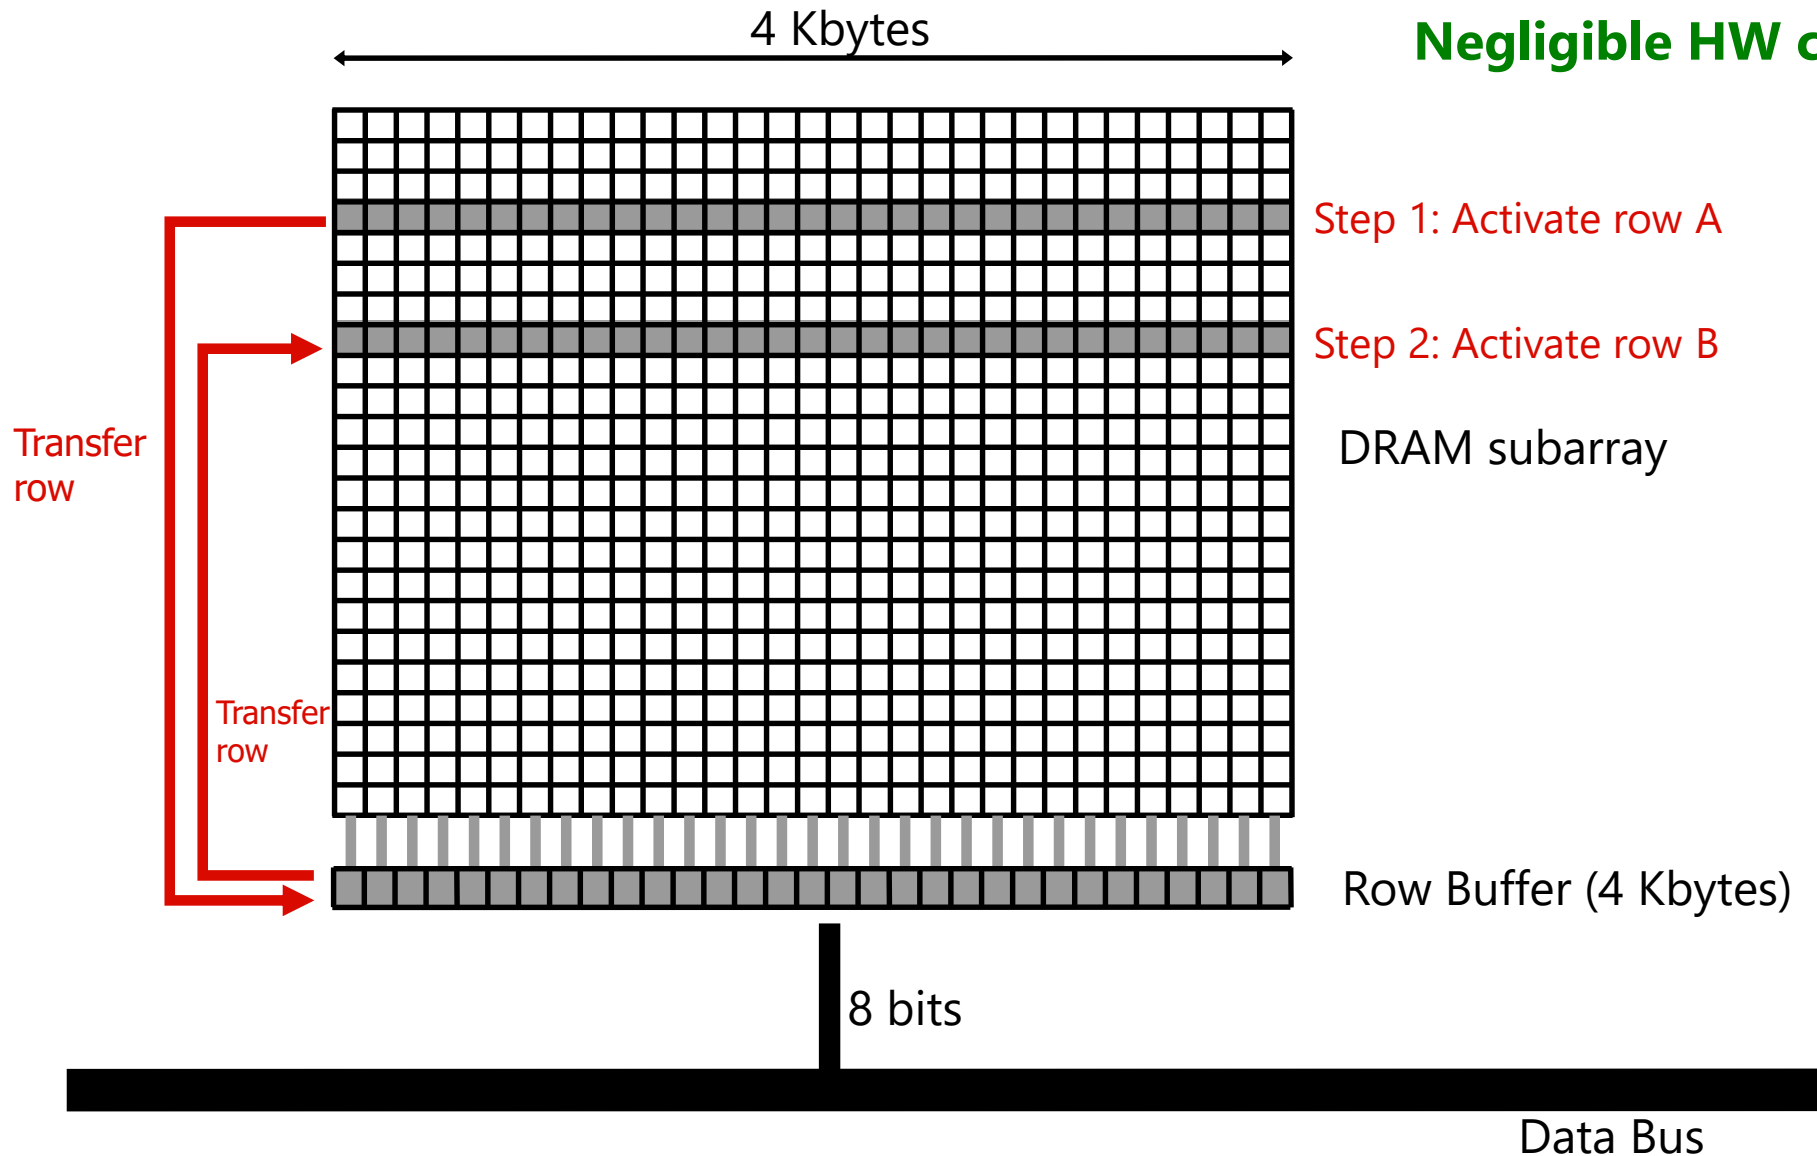 4 Kbytes
Negligible HW c
Step 1: Activate row A
Step 2: Activate row B
Transfer
row
DRAM subarray
Transfer
row
Row Buffer (4 Kbytes)
8 bits
Data Bus